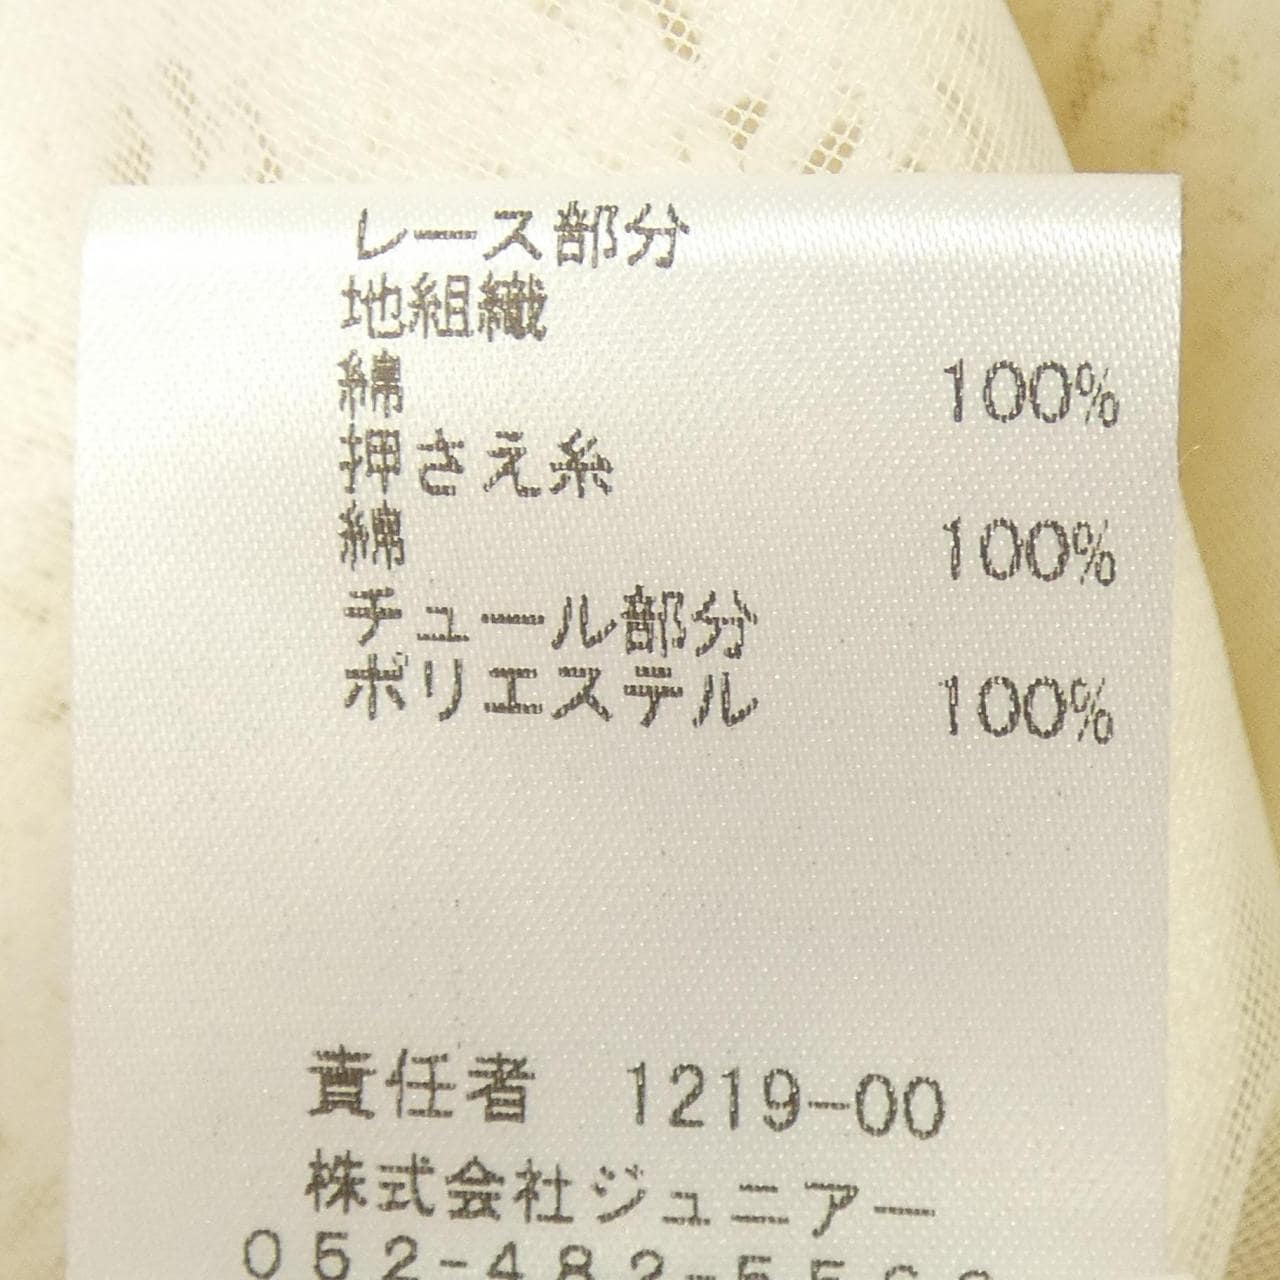 レース部分
地組織
綿 100%
押さえ糸
綿 100%
チュール部分
ポリエステル 100%
責任者 1219-00
株式会社ジュニアー